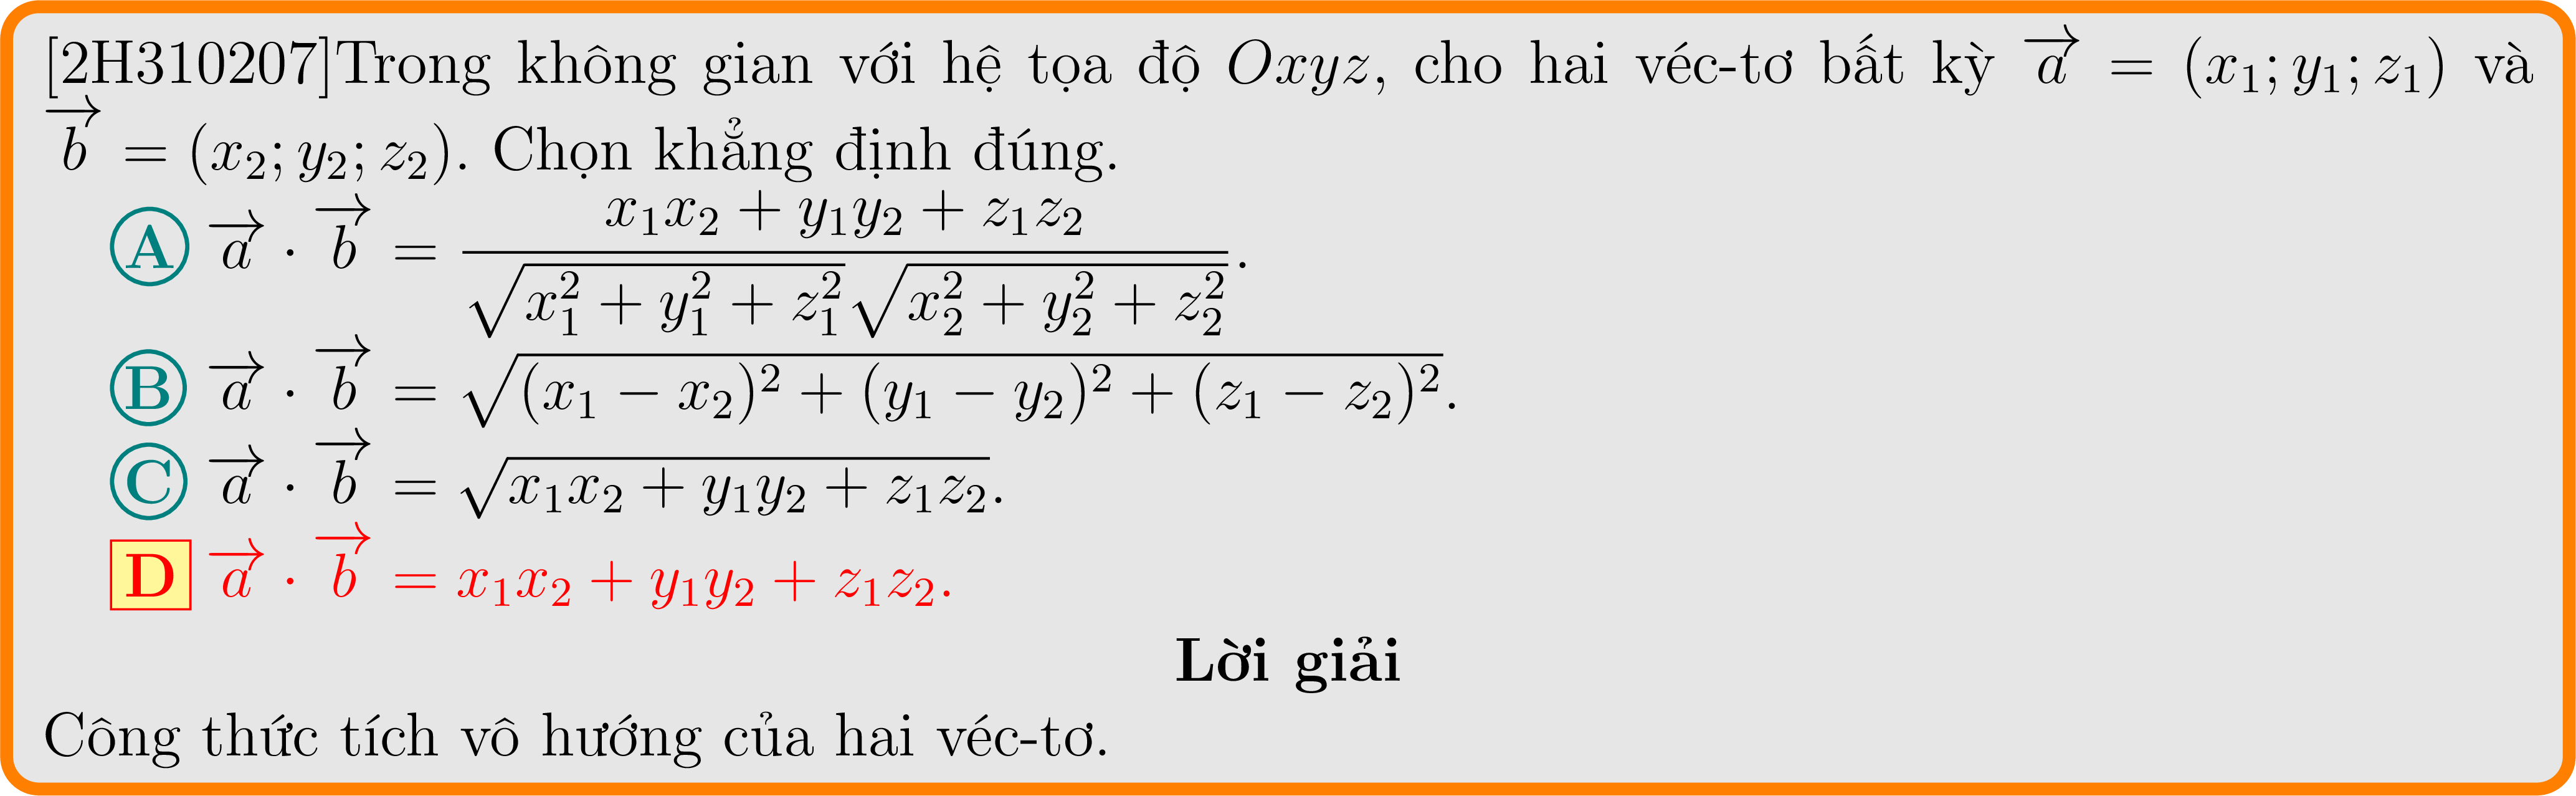 [2H310207]Trong không gian với hệ tọa độ $Oxyz$, cho hai véc-tơ bất kỳ $\overrightarrow{a} = (x_1; y_1; z_1)$ và
$\overrightarrow{b} = (x_2; y_2; z_2)$. Chọn khẳng định đúng.
A $\overrightarrow{a} \cdot \overrightarrow{b} = \dfrac{x_1x_2 + y_1y_2 + z_1z_2}{\sqrt{x_1^2 + y_1^2 + z_1^2}\sqrt{x_2^2 + y_2^2 + z_2^2}}$.
B $\overrightarrow{a} \cdot \overrightarrow{b} = \sqrt{(x_1 - x_2)^2 + (y_1 - y_2)^2 + (z_1 - z_2)^2}$.
C $\overrightarrow{a} \cdot \overrightarrow{b} = \sqrt{x_1x_2 + y_1y_2 + z_1z_2}$.
D $\overrightarrow{a} \cdot \overrightarrow{b} = x_1x_2 + y_1y_2 + z_1z_2$.
Lời giải
Công thức tích vô hướng của hai véc-tơ.